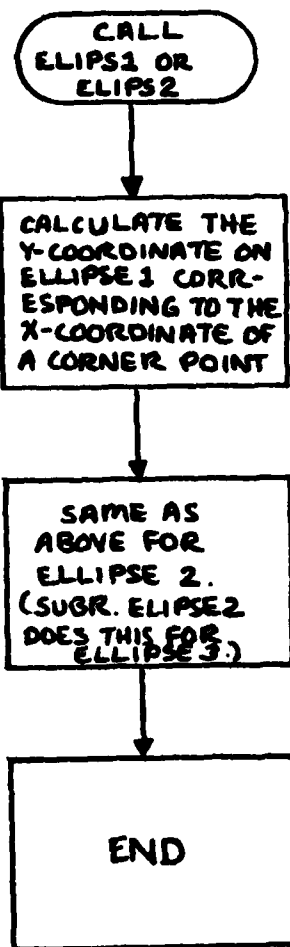 CALL
ELIPS1 OR
ELIPS2
CALCULATE THE
Y-COORDINATE ON
ELLIPSE 1 CORR-
ESPONDING TO THE
X-COORDINATE OF
A CORNER POINT
SAME AS
ABOVE FOR
ELLIPSE 2.
(SUBR. ELIPSE2
DOES THIS FOR
ELLIPSE 3.)
END